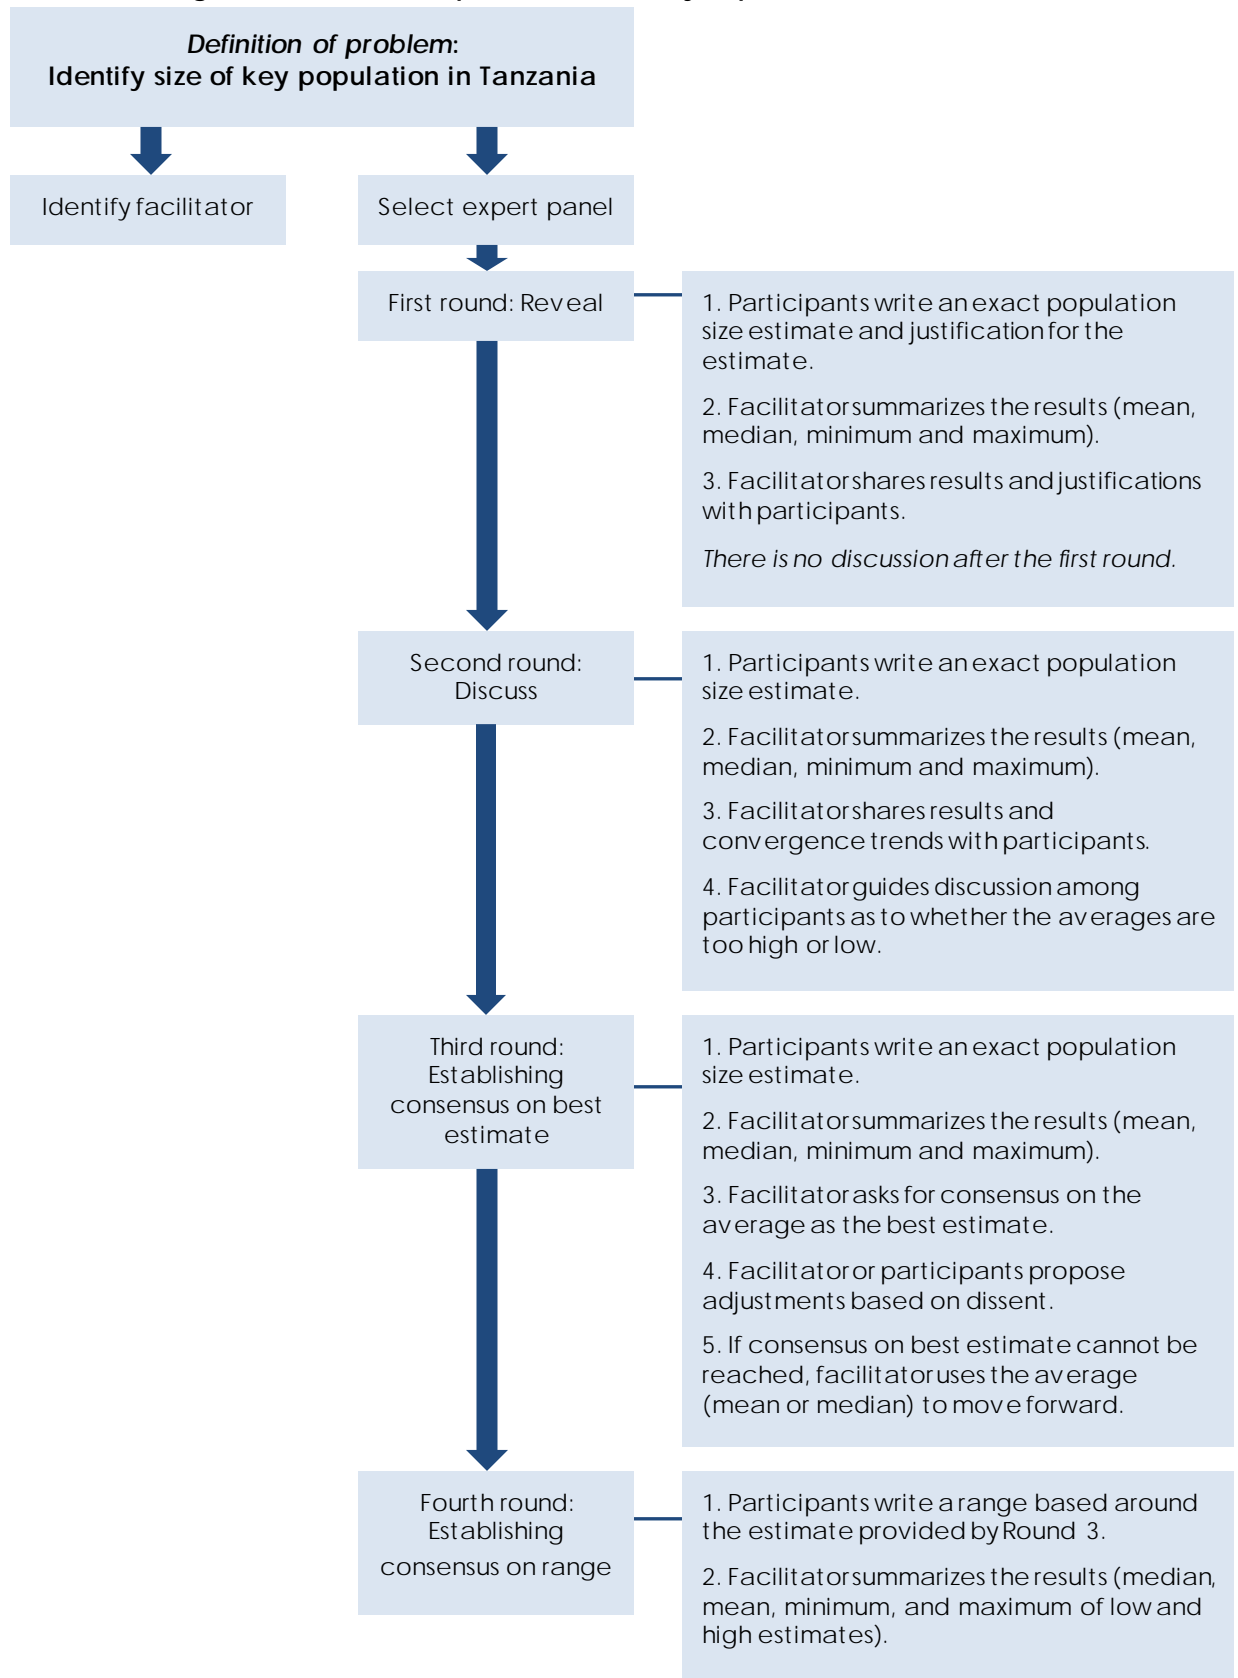 Definition of problem:
Identify size of key population in Tanzania
Identify facilitator
Select expert panel
First round: Reveal
1. Participants write an exact population
size estimate and justification for the
estimate.
2. Facilitator summarizes the results (mean,
median, minimum and maximum).
3. Facilitator shares results and justifications
with participants.
There is no discussion after the first round.
Second round:
Discuss
1. Participants write an exact population
size estimate.
2. Facilitator summarizes the results (mean,
median, minimum and maximum).
3. Facilitator shares results and
convergence trends with participants.
4. Facilitator guides discussion among
participants as to whether the averages are
too high or low.
Third round:
Establishing
consensus on best
estimate
1. Participants write an exact population
size estimate.
2. Facilitator summarizes the results (mean,
median, minimum and maximum).
3. Facilitator asks for consensus on the
average as the best estimate.
4. Facilitator or participants propose
adjustments based on dissent.
5. If consensus on best estimate cannot be
reached, facilitator uses the average
(mean or median) to move forward.
Fourth round:
Establishing
consensus on range
1. Participants write a range based around
the estimate provided by Round 3.
2. Facilitator summarizes the results (median,
mean, minimum, and maximum of low and
high estimates).